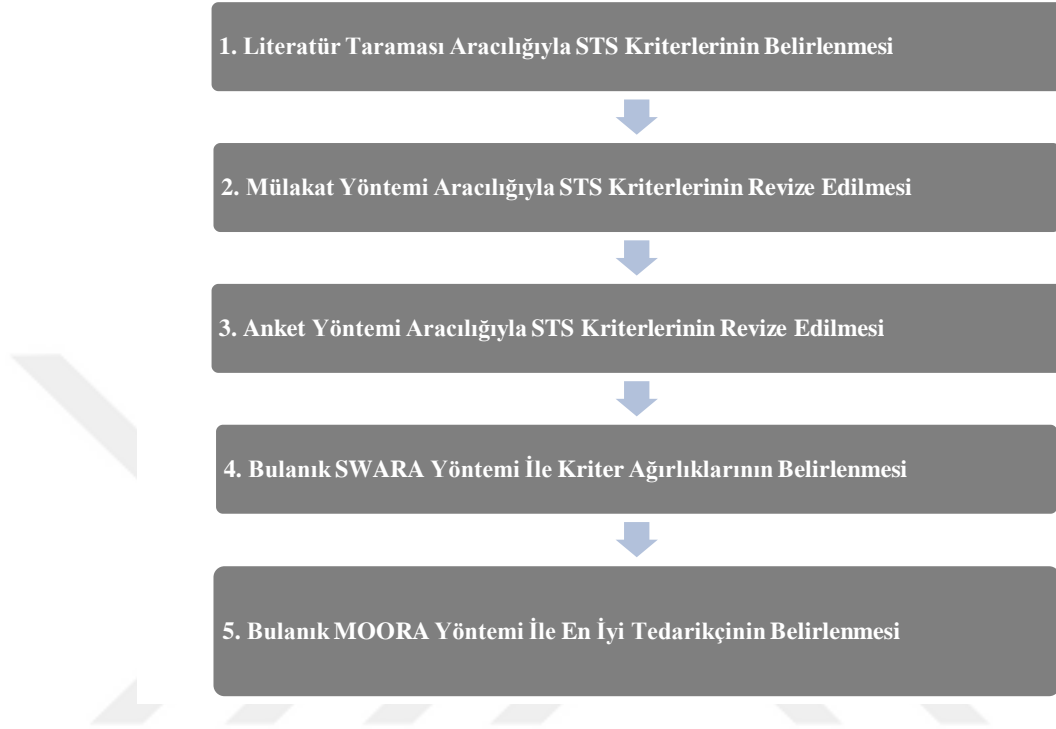 1. Literatür Taraması Aracılığıyla STS Kriterlerinin Belirlenmesi
2. Mülakat Yöntemi Aracılığıyla STS Kriterlerinin Revize Edilmesi
3. Anket Yöntemi Aracılığıyla STS Kriterlerinin Revize Edilmesi
4. Bulanık SWARA Yöntemi İle Kriter Ağırlıklarının Belirlenmesi
5. Bulanık MOORA Yöntemi İle En İyi Tedarikçinin Belirlenmesi